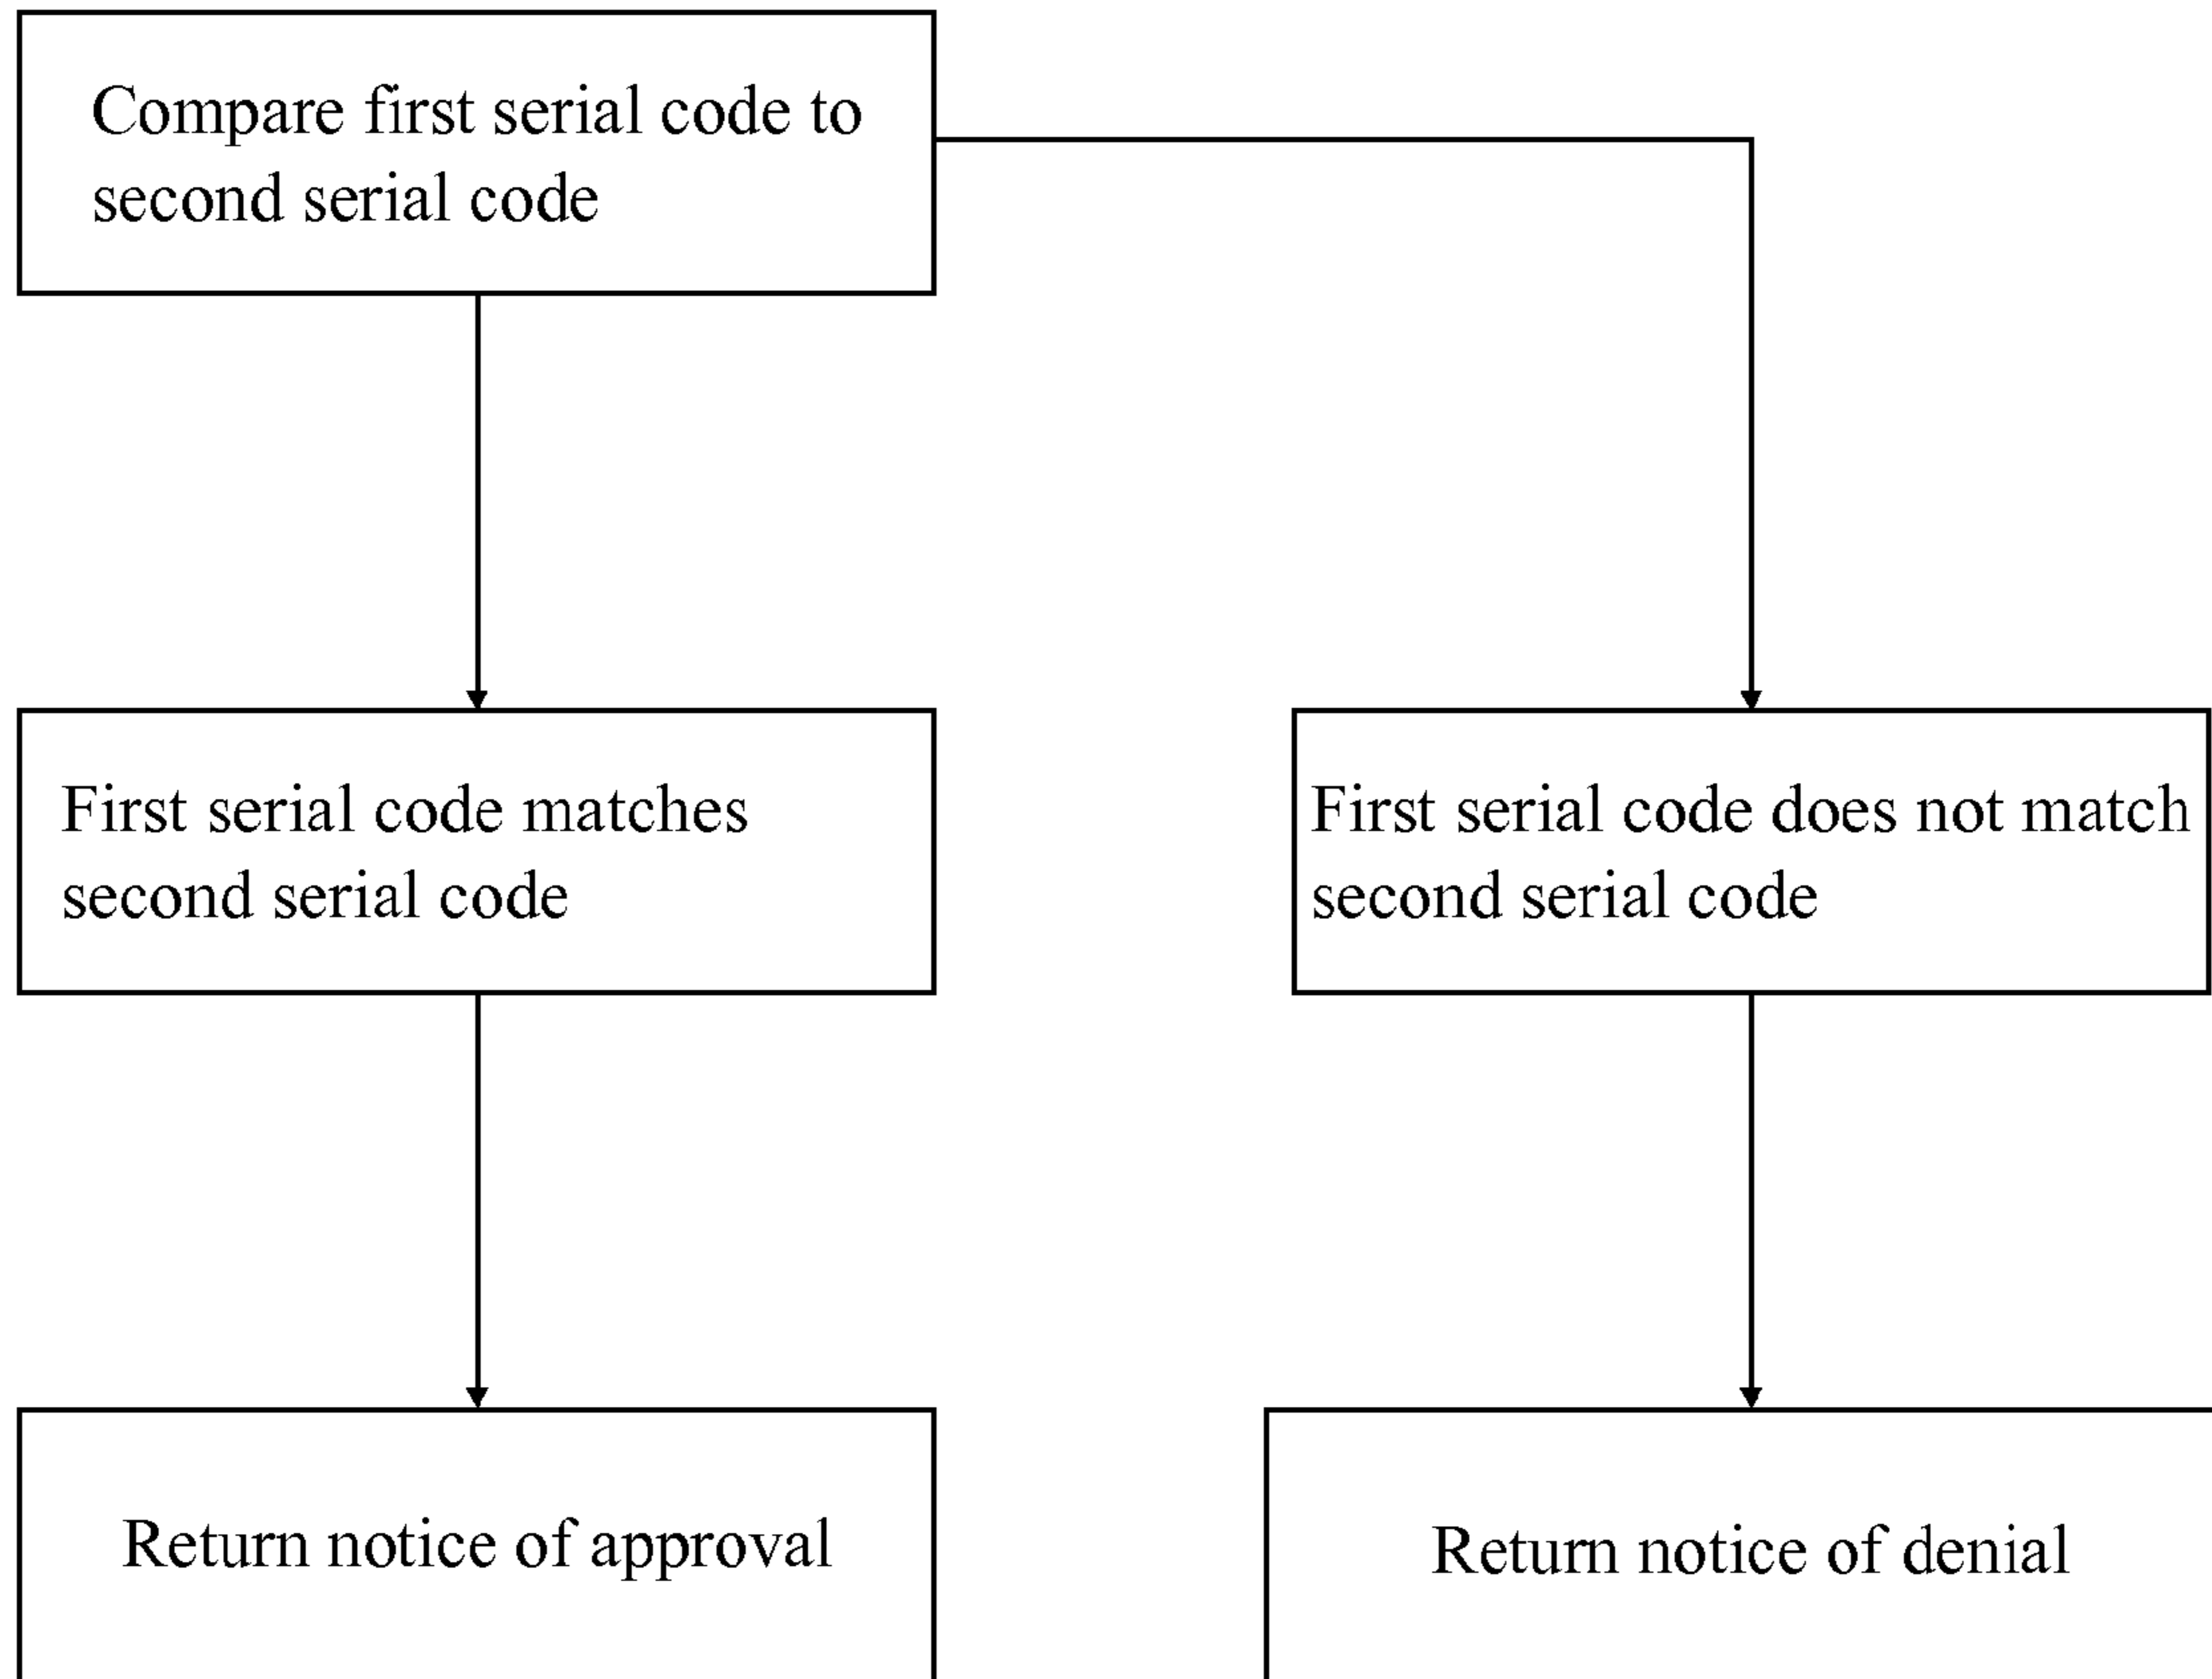 Compare first serial code to
second serial code
First serial code matches
second serial code
First serial code does not match
second serial code
Return notice of approval
Return notice of denial